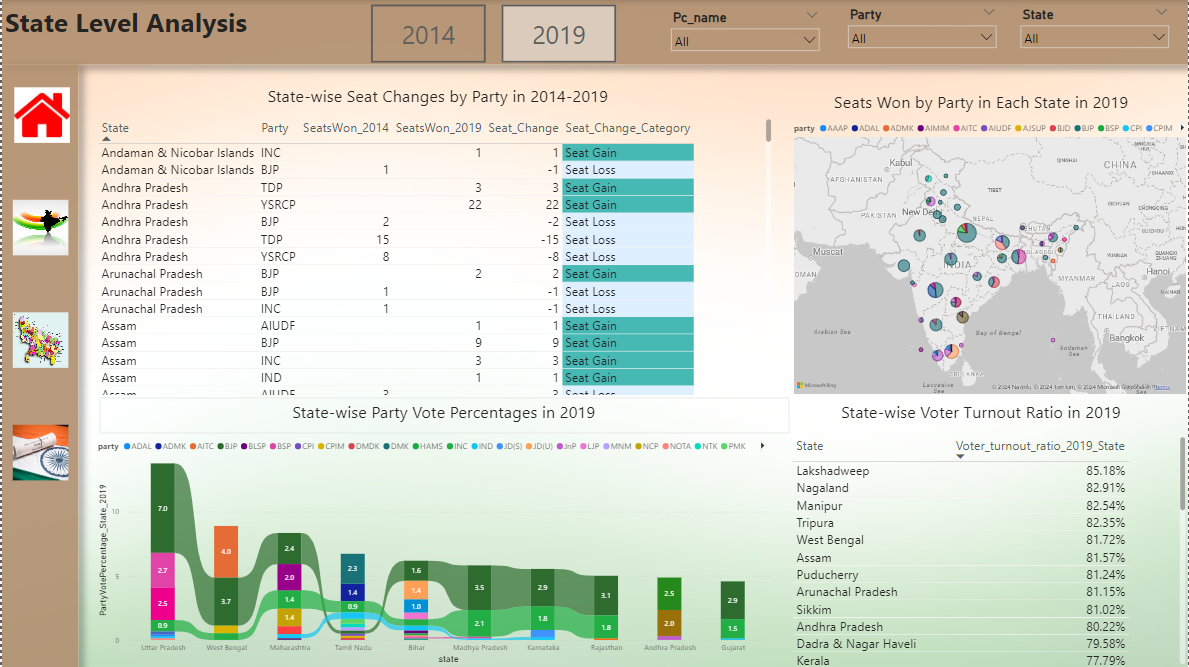 State Level Analysis
2014
2019
Pc_name
All
Party
All
State
All
State-wise Seat Changes by Party in 2014-2019
State Party SeatsWon_2014 SeatsWon_2019 Seat_Change Seat_Change_Category
Andaman & Nicobar Islands INC 1 1 Seat Gain
Andaman & Nicobar Islands BJP 1 -1 Seat Loss
Andhra Pradesh TDP 3 3 Seat Gain
Andhra Pradesh YSRCP 22 22 Seat Gain
Andhra Pradesh BJP 2 -2 Seat Loss
Andhra Pradesh TDP 15 -15 Seat Loss
Andhra Pradesh YSRCP 8 -8 Seat Loss
Arunachal Pradesh BJP 2 2 Seat Gain
Arunachal Pradesh BJP 1 -1 Seat Loss
Arunachal Pradesh INC 1 -1 Seat Loss
Assam AIUDF 1 1 Seat Gain
Assam BJP 9 9 Seat Gain
Assam INC 3 3 Seat Gain
Assam IND 1 1 Seat Gain
Seats Won by Party in Each State in 2019
party AAAP ADAL ADMK AIMIM AITC AIUDF AJSUP BJD BJP BSP CPI CPIM
Kabul
AFGHANISTAN
PAKISTAN
New Delhi
TIBET
NEPAL
BHUTAN
CHINA
QINGHAI
SICHUAN
CHONGQING
GUIZHOU
YUNNAN
GUANGXI
Muscat
OMAN
INDIA
MYANMAR
Hanoi
LAOS
THAILAND
VIETNAM
Bangkok
Arabian Sea
Bay of Bengal
Andaman
Sea
SRI LANKA
Laccadive
Sea
Microsoft Bing
© 2024 NavInfo, © 2024 TomTom, © 2024 Microsoft Corporation Terms
State-wise Party Vote Percentages in 2019
party ADAL ADMK AITC BJP BLSP BSP CPI CPIM DMDK DMK HAMS INC IND JD(S) JD(U) JnP LJP MNM NCP NOTA NTK PMK
PartyVotePercentage_State_2019
10
5
0
7.0
2.7
2.5
0.9
4.0
3.7
2.4
2.0
1.4
1.4
2.3
1.4
0.9
1.6
1.4
1.0
3.5
2.1
2.9
1.8
3.1
1.8
2.5
2.0
2.9
1.5
Uttar Pradesh West Bengal Maharashtra Tamil Nadu Bihar Madhya Pradesh Karnataka Rajasthan Andhra Pradesh Gujarat
state
State-wise Voter Turnout Ratio in 2019
State Voter_turnout_ratio_2019_State
Lakshadweep 85.18%
Nagaland 82.91%
Manipur 82.54%
Tripura 82.35%
West Bengal 81.72%
Assam 81.57%
Puducherry 81.24%
Arunachal Pradesh 81.15%
Sikkim 81.02%
Andhra Pradesh 80.22%
Dadra & Nagar Haveli 79.58%
Kerala 77.79%